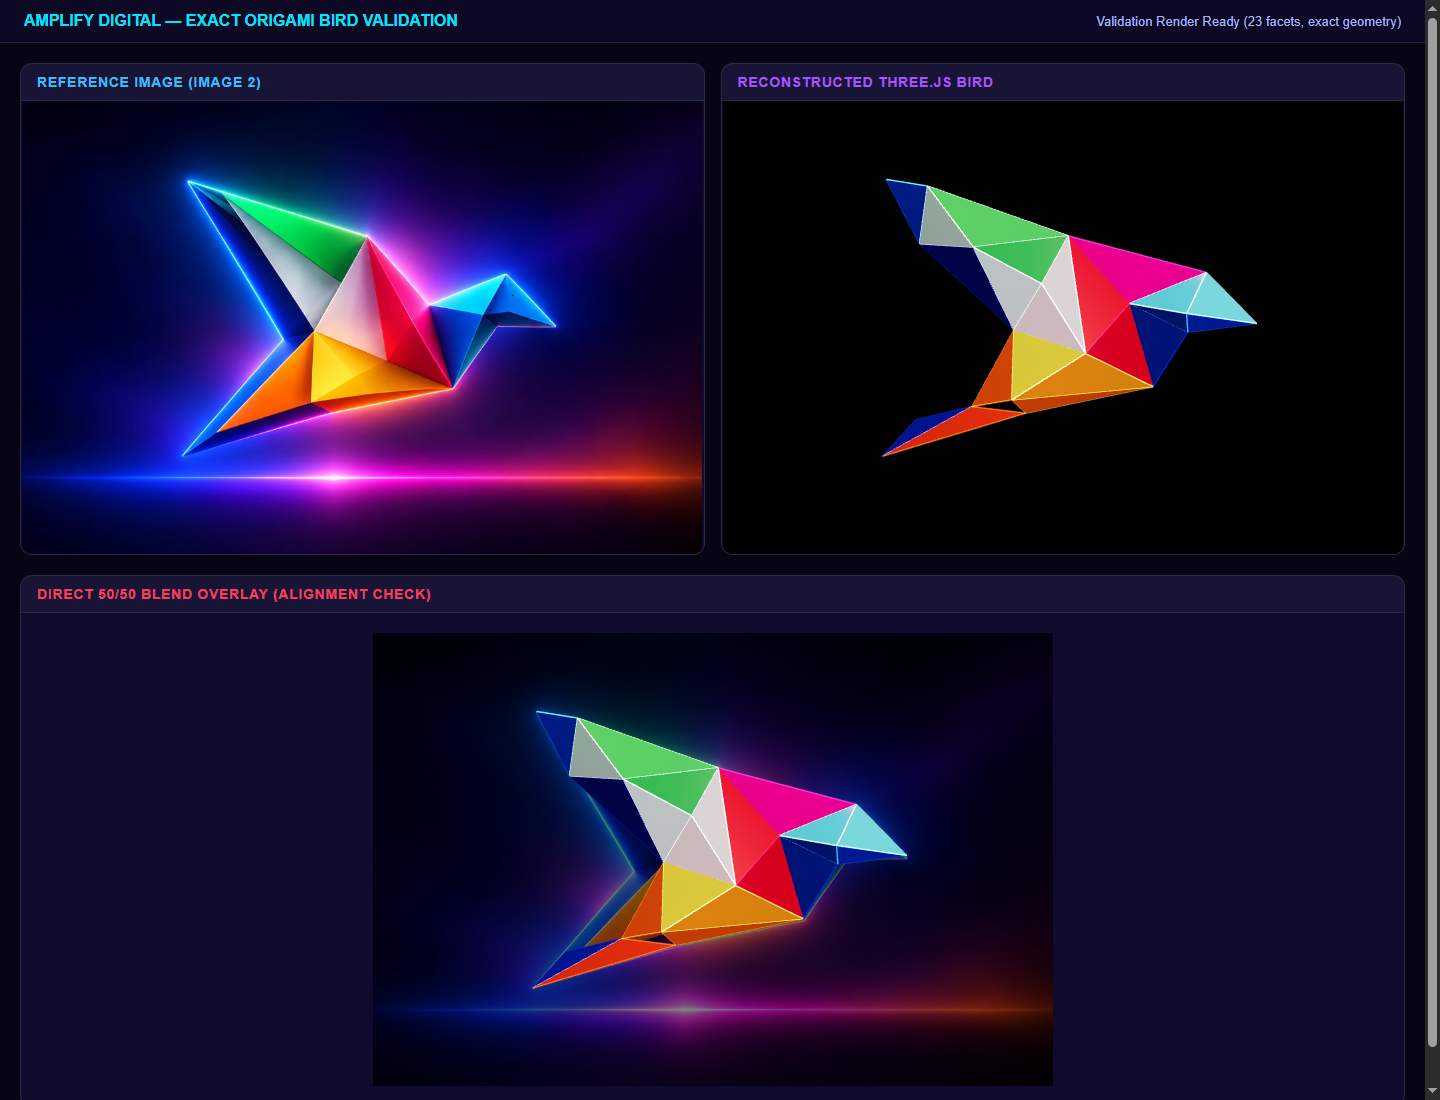 AMPLIFY DIGITAL — EXACT ORIGAMI BIRD VALIDATION
Validation Render Ready (23 facets, exact geometry)
REFERENCE IMAGE (IMAGE 2)
RECONSTRUCTED THREE.JS BIRD
DIRECT 50/50 BLEND OVERLAY (ALIGNMENT CHECK)